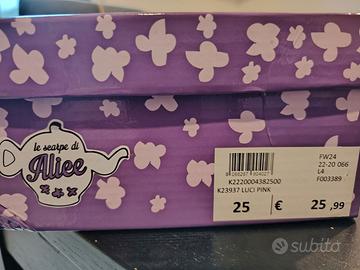 le scarpe di
Alice
FW24
22-20 066
L4
F003389
K2220004382500
K23937 LUCI PINK
25 € 25,99
subito